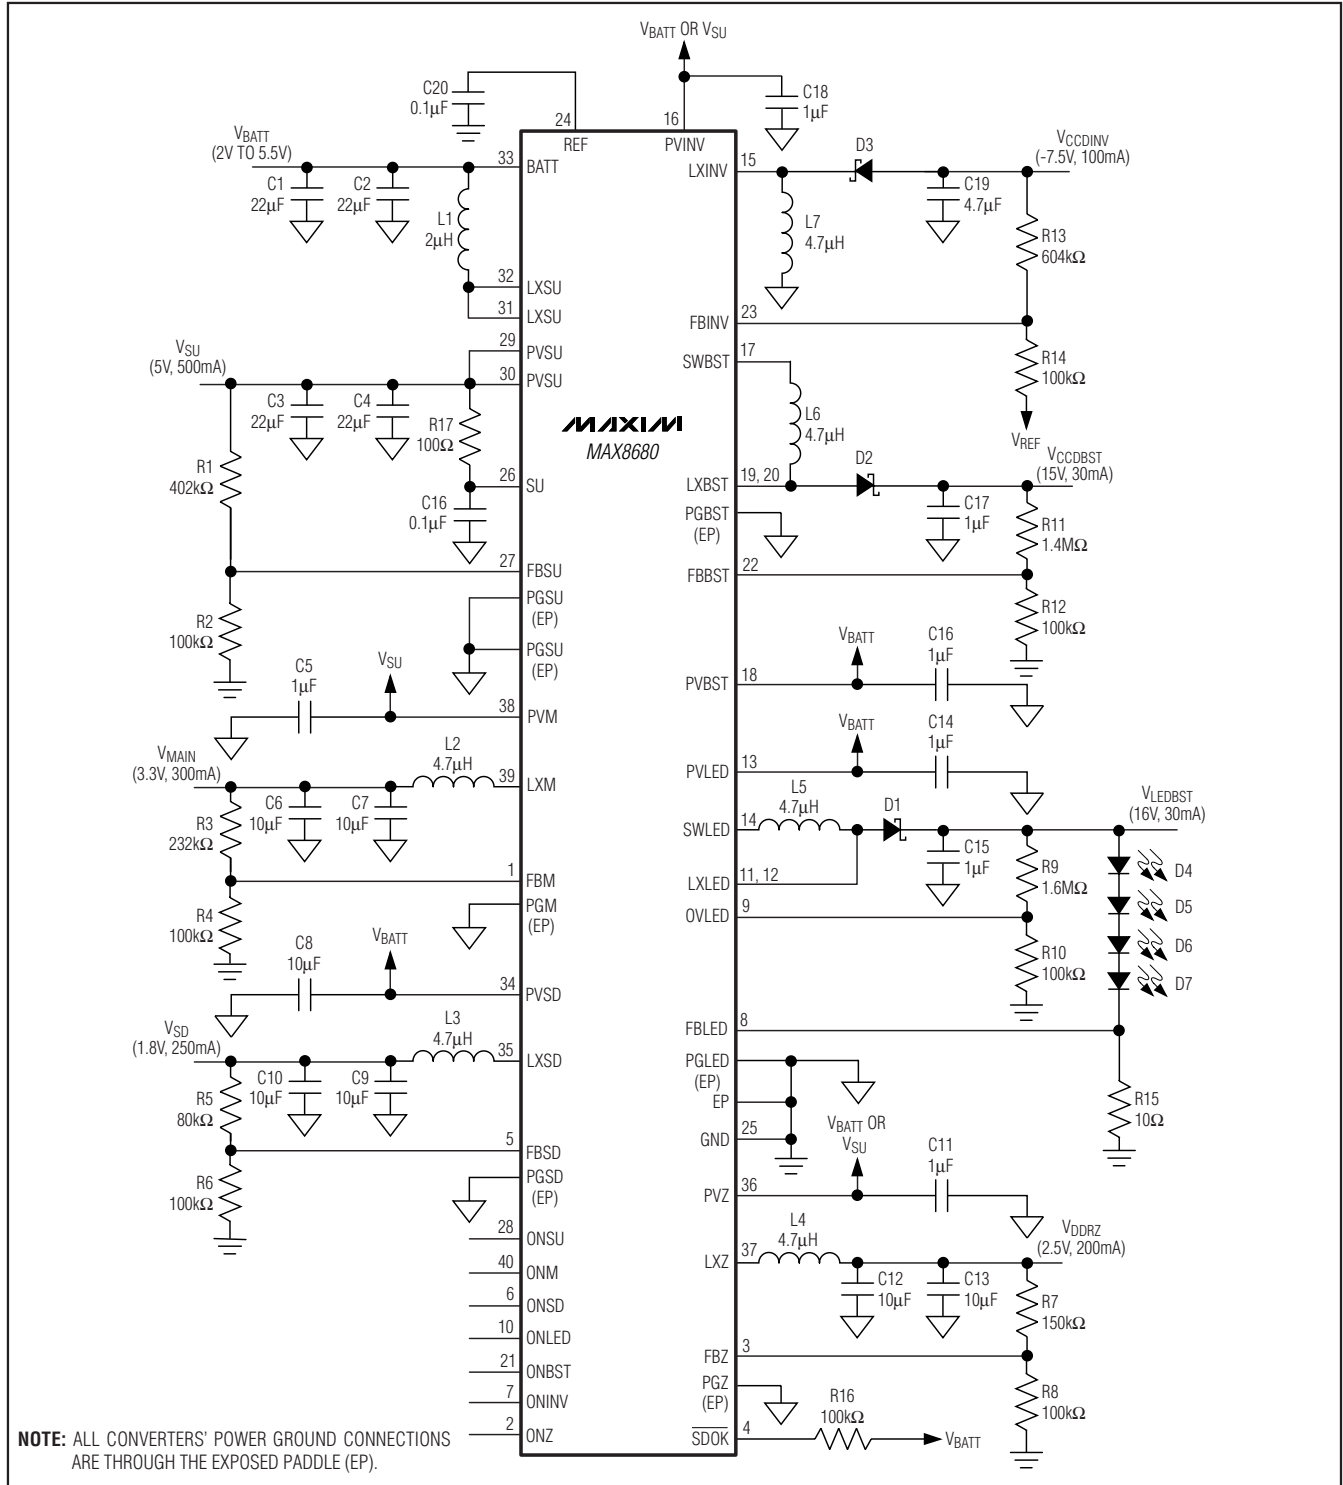 VBATT OR VSU
C20
0.1µF
C18
1µF
24
REF
16
PVINV
VBATT
(2V TO 5.5V)
33
BATT
C1
22µF
C2
22µF
L1
2µH
32
LXSU
31
LXSU
VSU
(5V, 500mA)
29
PVSU
30
PVSU
C3
22µF
C4
22µF
R17
100Ω
R1
402kΩ
26
SU
C16
0.1µF
27
FBSU
R2
100kΩ
PGSU
(EP)
PGSU
(EP)
C5
1µF
VSU
38
PVM
VMAIN
(3.3V, 300mA)
L2
4.7µH
39
LXM
C6
10µF
C7
10µF
R3
232kΩ
1
FBM
R4
100kΩ
PGM
(EP)
C8
10µF
VBATT
34
PVSD
VSD
(1.8V, 250mA)
L3
4.7µH
35
LXSD
C10
10µF
C9
10µF
R5
80kΩ
5
FBSD
R6
100kΩ
PGSD
(EP)
28
ONSU
40
ONM
6
ONSD
10
ONLED
21
ONBST
7
ONINV
2
ONZ
MAXIM
MAX8680
LXINV
15
D3
VCCDINV
(-7.5V, 100mA)
C19
4.7µF
L7
4.7µH
R13
604kΩ
FBINV
23
R14
100kΩ
VREF
SWBST
17
L6
4.7µH
LXBST
19, 20
D2
VCCDBST
(15V, 30mA)
C17
1µF
R11
1.4MΩ
PGBST
(EP)
FBBST
22
R12
100kΩ
VBATT
C16
1µF
PVBST
18
VBATT
C14
1µF
PVLED
13
L5
4.7µH
D1
SWLED
14
VLEDBST
(16V, 30mA)
C15
1µF
R9
1.6MΩ
D4
D5
D6
D7
LXLED
11, 12
OVLED
9
R10
100kΩ
FBLED
8
PGLED
(EP)
EP
GND
25
R15
10Ω
VBATT OR
VSU
C11
1µF
PVZ
36
L4
4.7µH
LXZ
37
VDDRZ
(2.5V, 200mA)
C12
10µF
C13
10µF
R7
150kΩ
FBZ
3
PGZ
(EP)
R8
100kΩ
R16
100kΩ
SDOK
4
VBATT
NOTE: ALL CONVERTERS' POWER GROUND CONNECTIONS
ARE THROUGH THE EXPOSED PADDLE (EP).